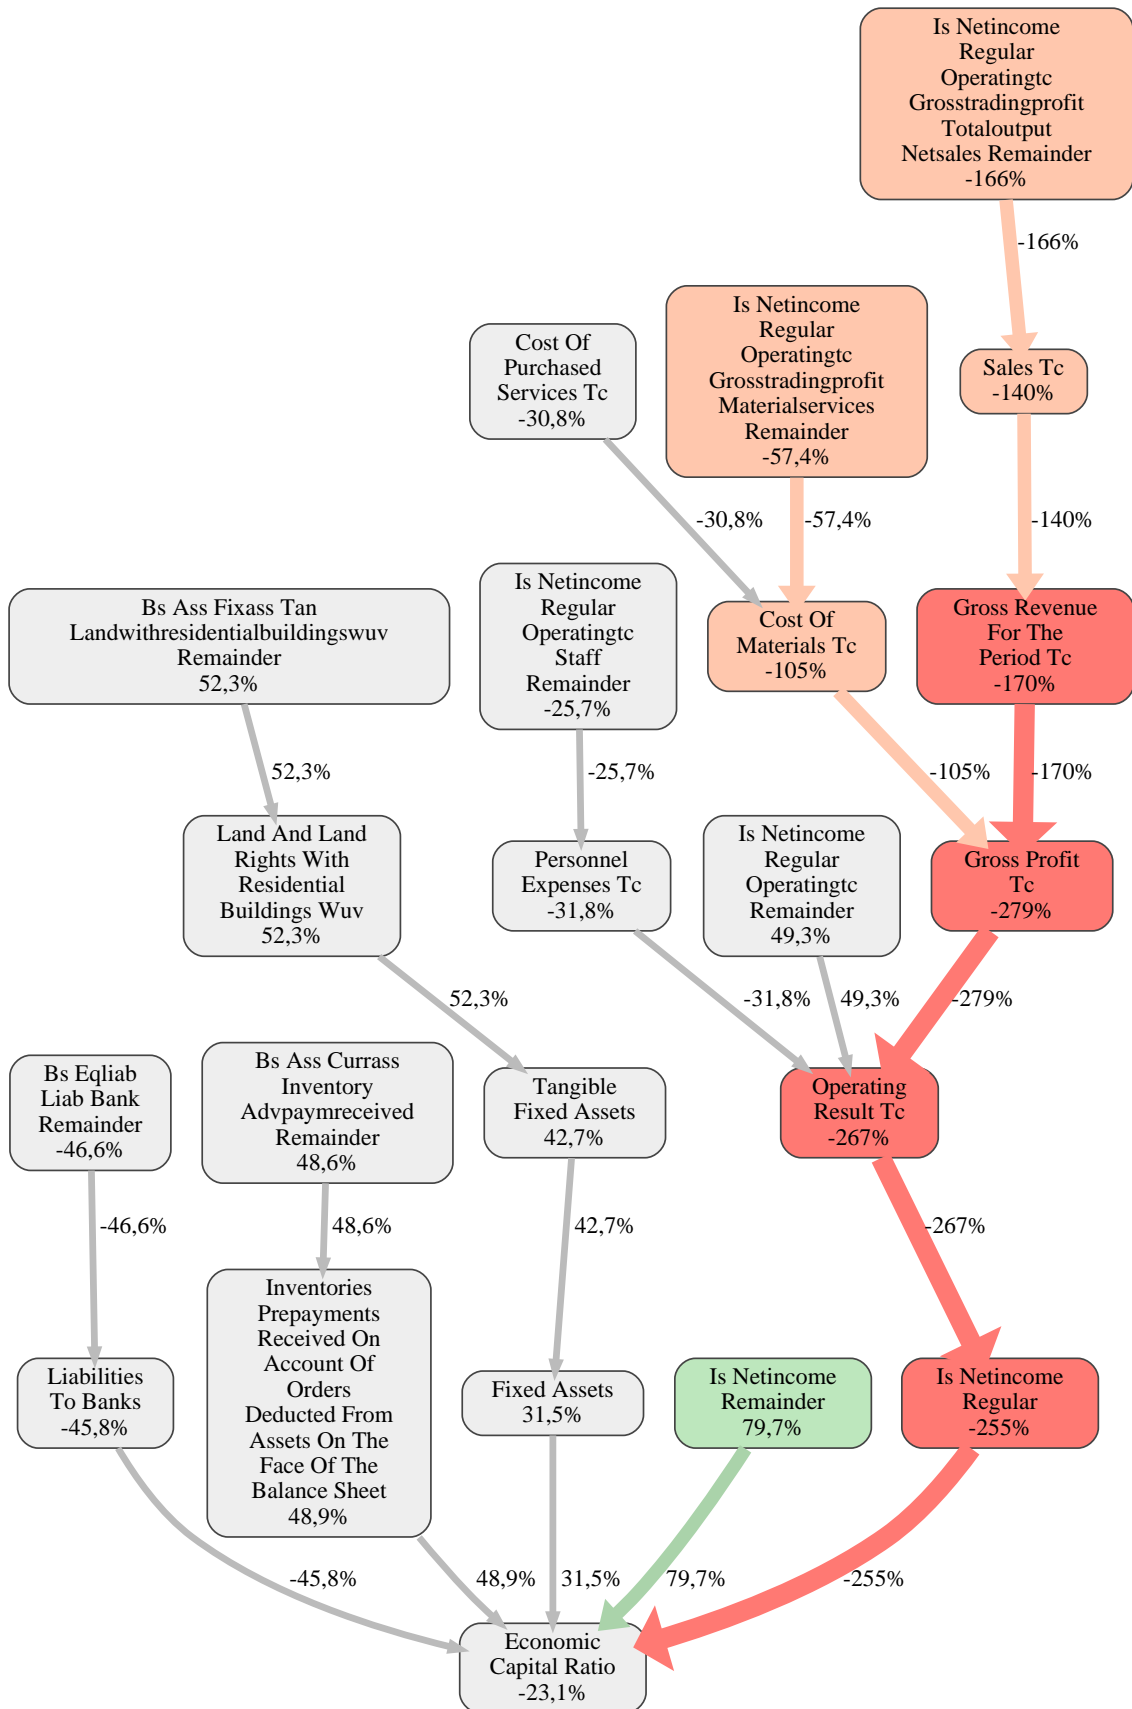 Is Netincome
Regular
Operatingtc
Grosstradingprofit
Totaloutput
Netsales Remainder
-166%
-166%
Is Netincome
Regular
Operatingtc
Grosstradingprofit
Materialservices
Remainder
-57,4%
Cost Of
Purchased
Services Tc
-30,8%
Sales Tc
-140%
-30,8%
-57,4%
-140%
Bs Ass Fixass Tan
Landwithresidentialbuildingswuv
Remainder
52,3%
Is Netincome
Regular
Operatingtc
Staff
Remainder
-25,7%
Cost Of
Materials Tc
-105%
Gross Revenue
For The
Period Tc
-170%
52,3%
-25,7%
-105%
-170%
Land And Land
Rights With
Residential
Buildings Wuv
52,3%
Personnel
Expenses Tc
-31,8%
Is Netincome
Regular
Operatingtc
Remainder
49,3%
Gross Profit
Tc
-279%
52,3%
-31,8%
49,3%
-279%
Bs Eqliab
Liab Bank
Remainder
-46,6%
Bs Ass Currass
Inventory
Advpaymreceived
Remainder
48,6%
Tangible
Fixed Assets
42,7%
Operating
Result Tc
-267%
-46,6%
48,6%
42,7%
-267%
Liabilities
To Banks
-45,8%
Inventories
Prepayments
Received On
Account Of
Orders
Deducted From
Assets On The
Face Of The
Balance Sheet
48,9%
Fixed Assets
31,5%
Is Netincome
Remainder
79,7%
Is Netincome
Regular
-255%
-45,8%
48,9%
31,5%
79,7%
-255%
Economic
Capital Ratio
-23,1%